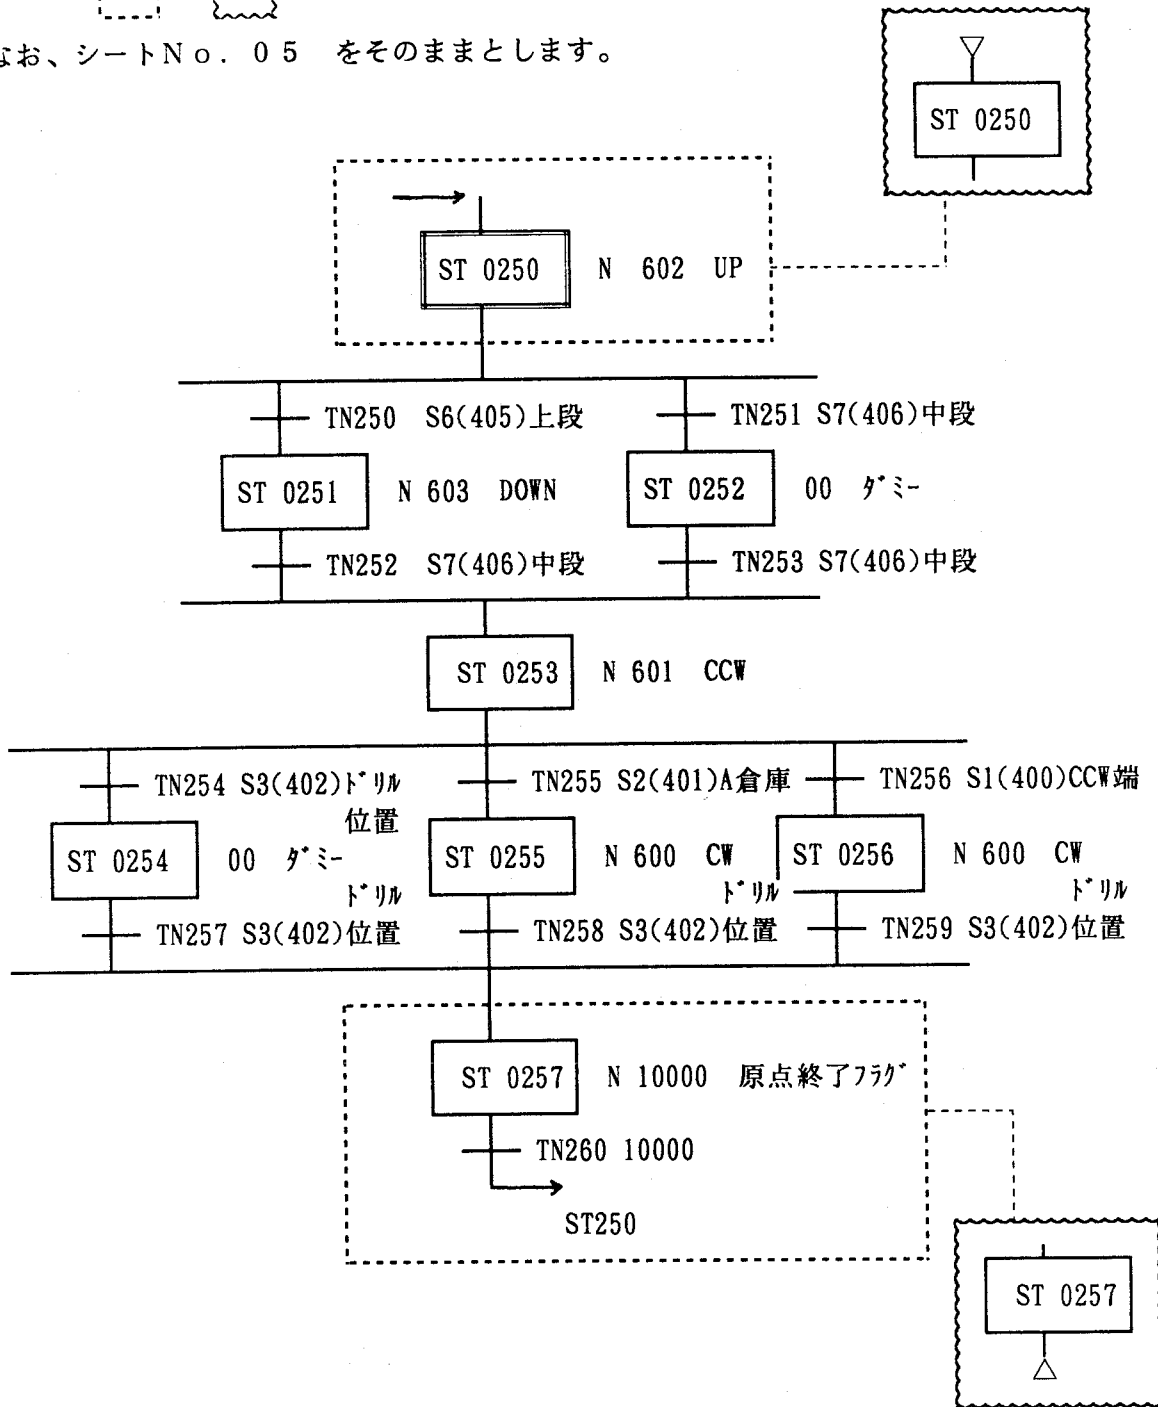 なお、シートNo. 05 をそのままとします。
ST 0250
ST 0250 N 602 UP
TN250 S6(405)上段 TN251 S7(406)中段
ST 0251 N 603 DOWN ST 0252 00 ダミー
TN252 S7(406)中段 TN253 S7(406)中段
ST 0253 N 601 CCW
TN254 S3(402)ドリル TN255 S2(401)A倉庫 TN256 S1(400)CCW端
位置
ST 0254 00 ダミー ST 0255 N 600 CW ST 0256 N 600 CW
ドリル ドリル ドリル
TN257 S3(402)位置 TN258 S3(402)位置 TN259 S3(402)位置
ST 0257 N 10000 原点終了フラグ
TN260 10000
ST250
ST 0257